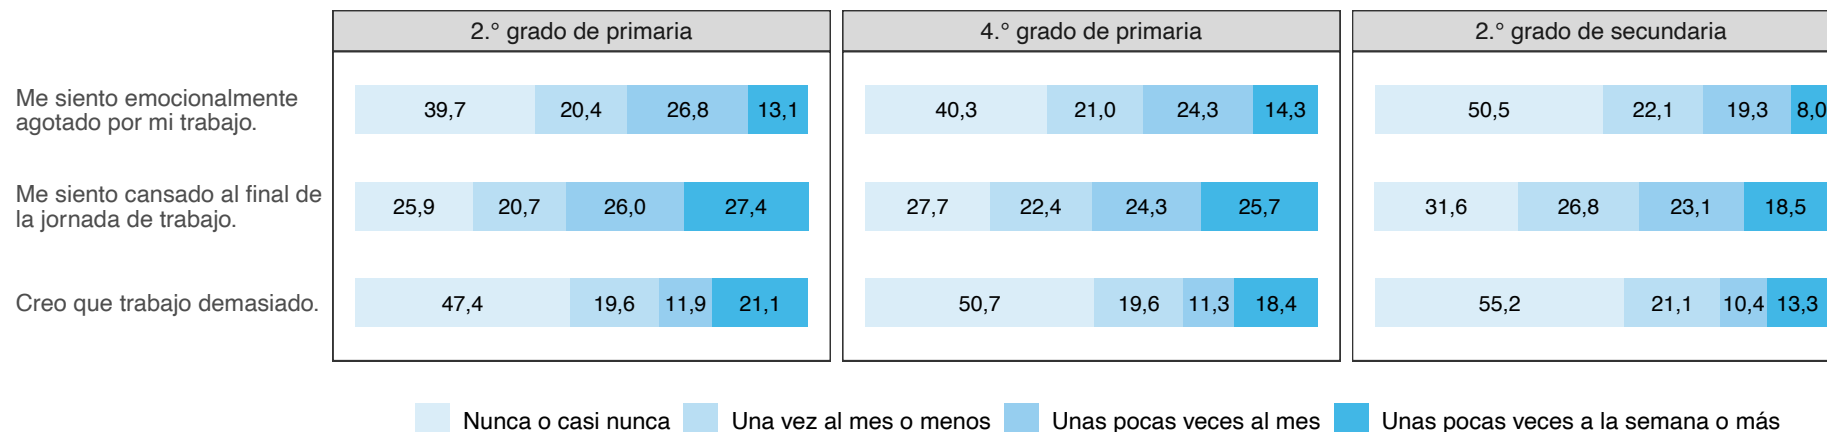 2.° grado de primaria
4.° grado de primaria
2.° grado de secundaria
Me siento emocionalmente
agotado por mi trabajo.
39,7 20,4 26,8 13,1
40,3 21,0 24,3 14,3
50,5 22,1 19,3 8,0
Me siento cansado al final de
la jornada de trabajo.
25,9 20,7 26,0 27,4
27,7 22,4 24,3 25,7
31,6 26,8 23,1 18,5
Creo que trabajo demasiado.
47,4 19,6 11,9 21,1
50,7 19,6 11,3 18,4
55,2 21,1 10,4 13,3
Nunca o casi nunca Una vez al mes o menos Unas pocas veces al mes Unas pocas veces a la semana o más